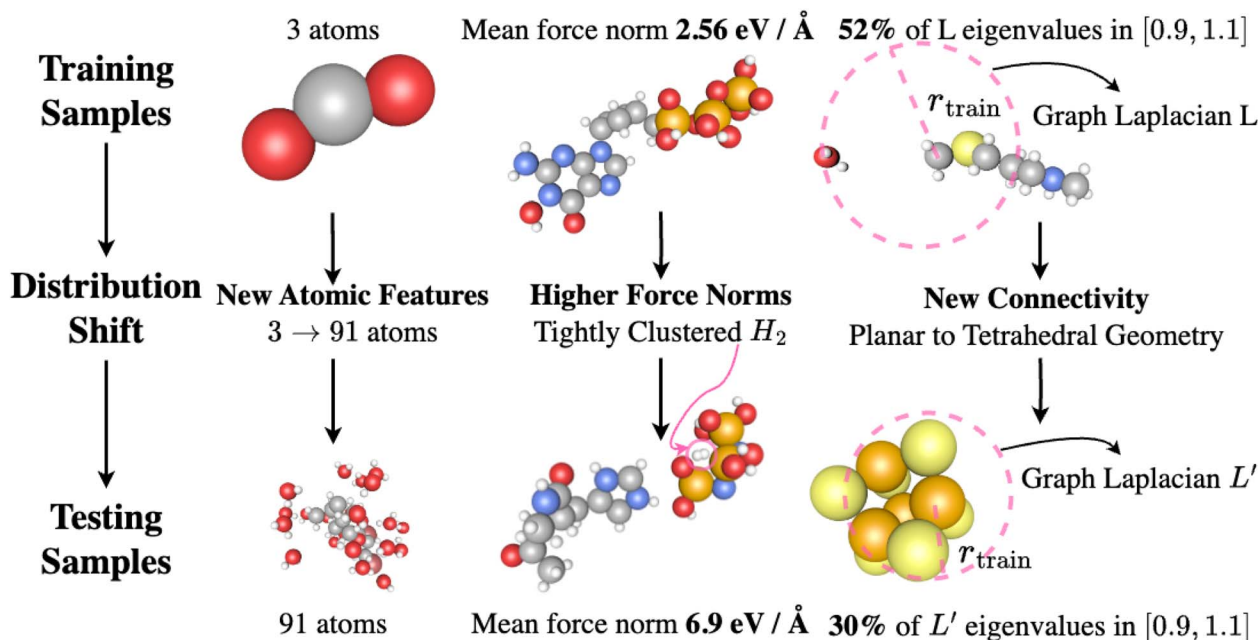 3 atoms
Mean force norm 2.56 eV / Å
52% of L eigenvalues in [0.9, 1.1]
Training
Samples
r_train
Graph Laplacian L
Distribution
Shift
New Atomic Features
3 → 91 atoms
Higher Force Norms
Tightly Clustered H₂
New Connectivity
Planar to Tetrahedral Geometry
Testing
Samples
Graph Laplacian L′
r_train
91 atoms
Mean force norm 6.9 eV / Å
30% of L′ eigenvalues in [0.9, 1.1]